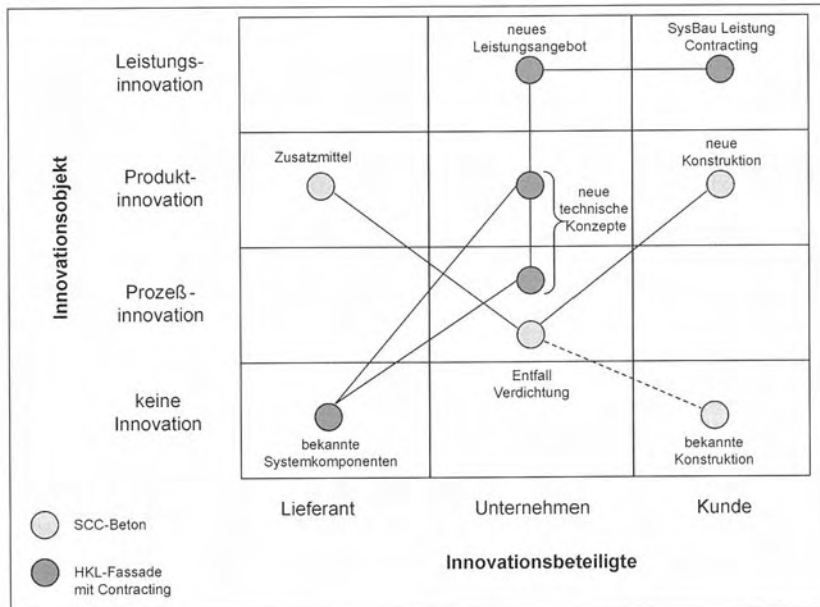 neues
Leistungsangebot
SysBau Leistung
Contracting
Leistungs-
innovation
Zusatzmittel
neue
Konstruktion
Produkt-
innovation
neue
technische
Konzepte
Innovationsobjekt
Prozeß-
innovation
Entfall
Verdichtung
keine
Innovation
bekannte
Systemkomponenten
bekannte
Konstruktion
Lieferant
Unternehmen
Kunde
SCC-Beton
Innovationsbeteiligte
HKL-Fassade
mit Contracting